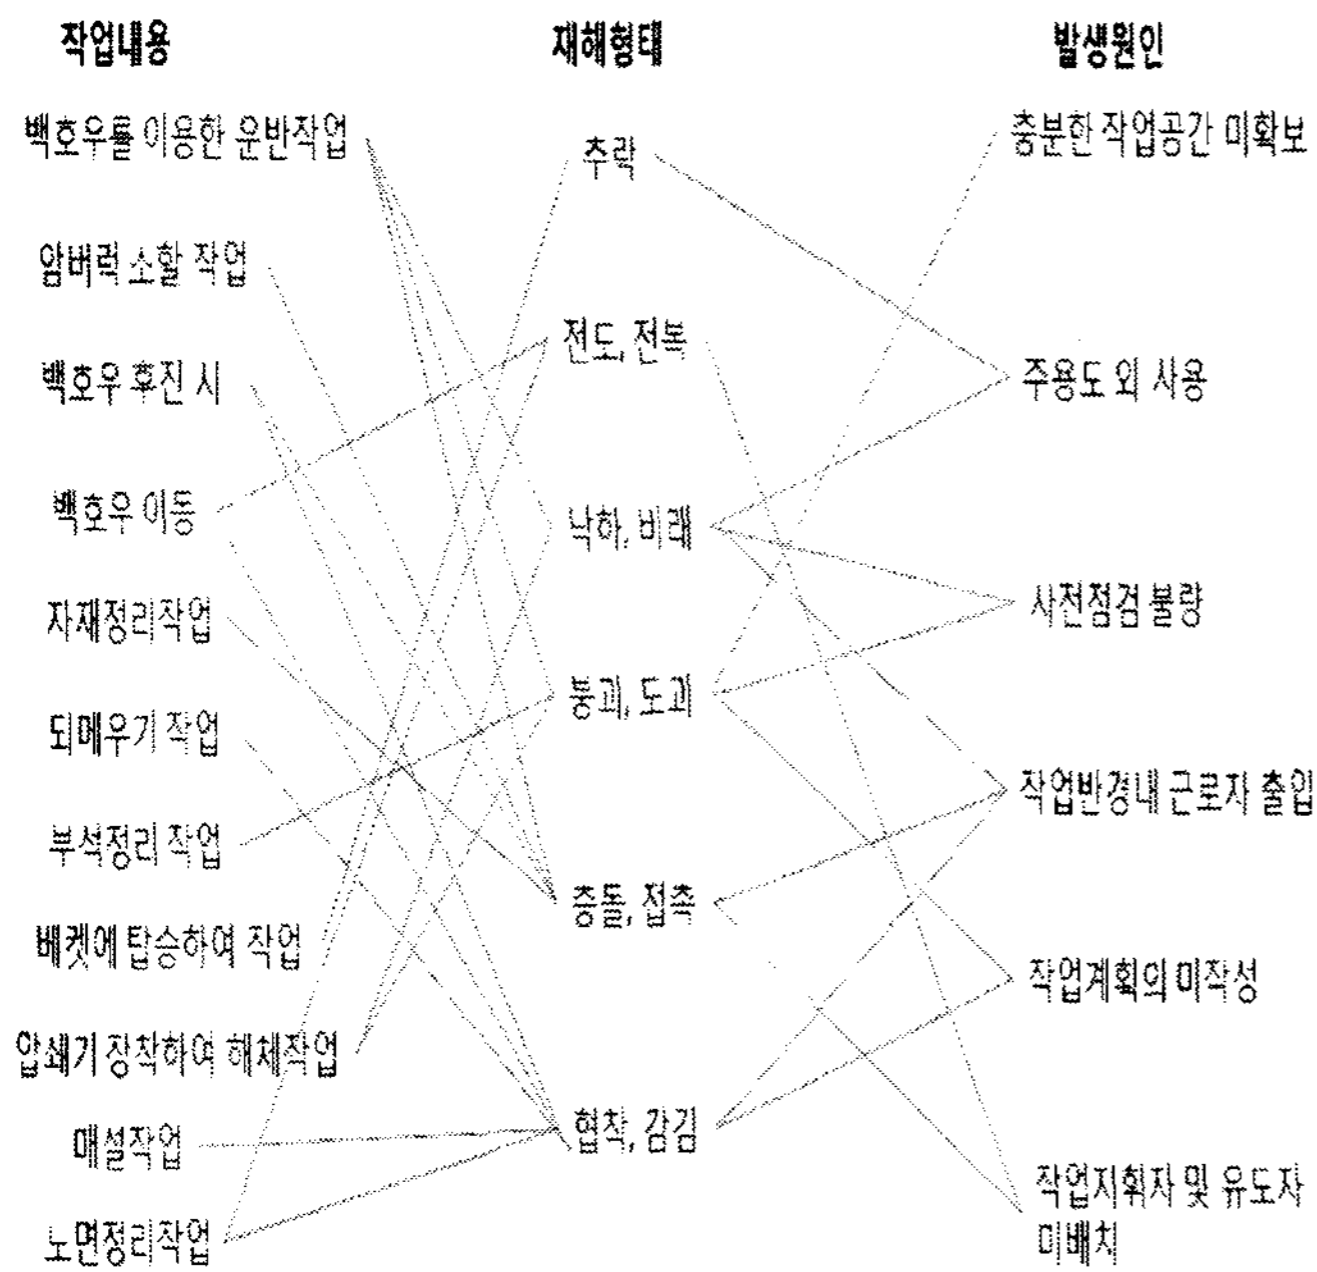 작업내용
재해형태
발생원인
백호우를 이용한 운반작업
암버럭 소할 작업
백호우 후진 시
백호우 이동
자재정리작업
되메우기 작업
부석정리 작업
베켓에 탑승하여 작업
압쇄기 장착하여 해체작업
매설작업
노면정리작업
추락
전도, 전복
낙하, 비래
붕괴, 도괴
충돌, 접촉
협착, 감김
충분한 작업공간 미확보
주용도 외 사용
사전점검 불량
작업반경내 근로자 출입
작업계획의 미작성
작업지휘자 및 유도자
미배치